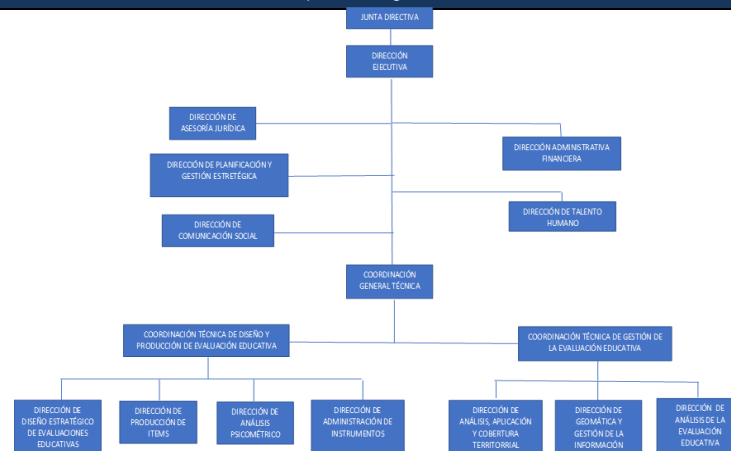 JUNTA DIRECTIVA
DIRECCIÓN
EJECUTIVA
DIRECCIÓN DE
ASESORÍA JURÍDICA
DIRECCIÓN ADMINISTRATIVA
FINANCIERA
DIRECCIÓN DE PLANIFICACIÓN Y
GESTIÓN ESTRETÉGICA
DIRECCIÓN DE TALENTO
HUMANO
DIRECCIÓN DE
COMUNICACIÓN SOCIAL
COORDINACIÓN
GENERAL TÉCNICA
COORDINACIÓN TÉCNICA DE DISEÑO Y
PRODUCCIÓN DE EVALUACIÓN EDUCATIVA
COORDINACIÓN TÉCNICA DE GESTIÓN DE
LA EVALUACIÓN EDUCATIVA
DIRECCIÓN DE
DISEÑO ESTRATÉGICO
DE EVALUACIONES
EDUCATIVAS
DIRECCIÓN DE
PRODUCCIÓN DE
ITEMS
DIRECCIÓN DE
ANÁLISIS
PSICOMÉTRICO
DIRECCIÓN DE
ADMINISTRACIÓN DE
INSTRUMENTOS
DIRECCIÓN DE
ANÁLISIS, APLICACIÓN
Y COBERTURA
TERRITORRIAL
DIRECCIÓN DE
GEOMÁTICA Y
GESTIÓN DE LA
INFORMACIÓN
DIRECCIÓN DE
ANÁLISIS DE LA
EVALUACIÓN
EDUCATIVA